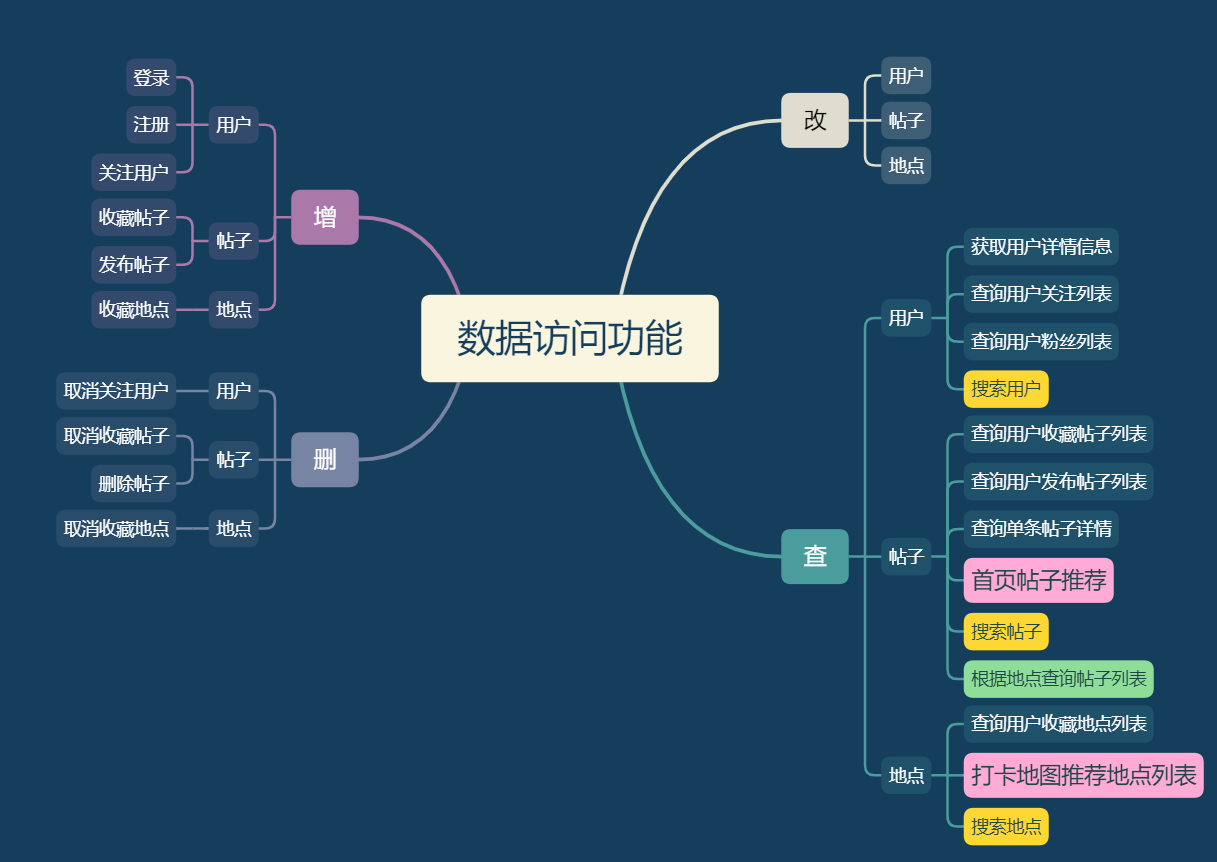 数据访问功能
增
用户
登录
注册
关注用户
帖子
收藏帖子
发布帖子
地点
收藏地点
删
用户
取消关注用户
帖子
取消收藏帖子
删除帖子
地点
取消收藏地点
改
用户
帖子
地点
查
用户
获取用户详情信息
查询用户关注列表
查询用户粉丝列表
搜索用户
帖子
查询用户收藏帖子列表
查询用户发布帖子列表
查询单条帖子详情
首页帖子推荐
搜索帖子
根据地点查询帖子列表
地点
查询用户收藏地点列表
打卡地图推荐地点列表
搜索地点